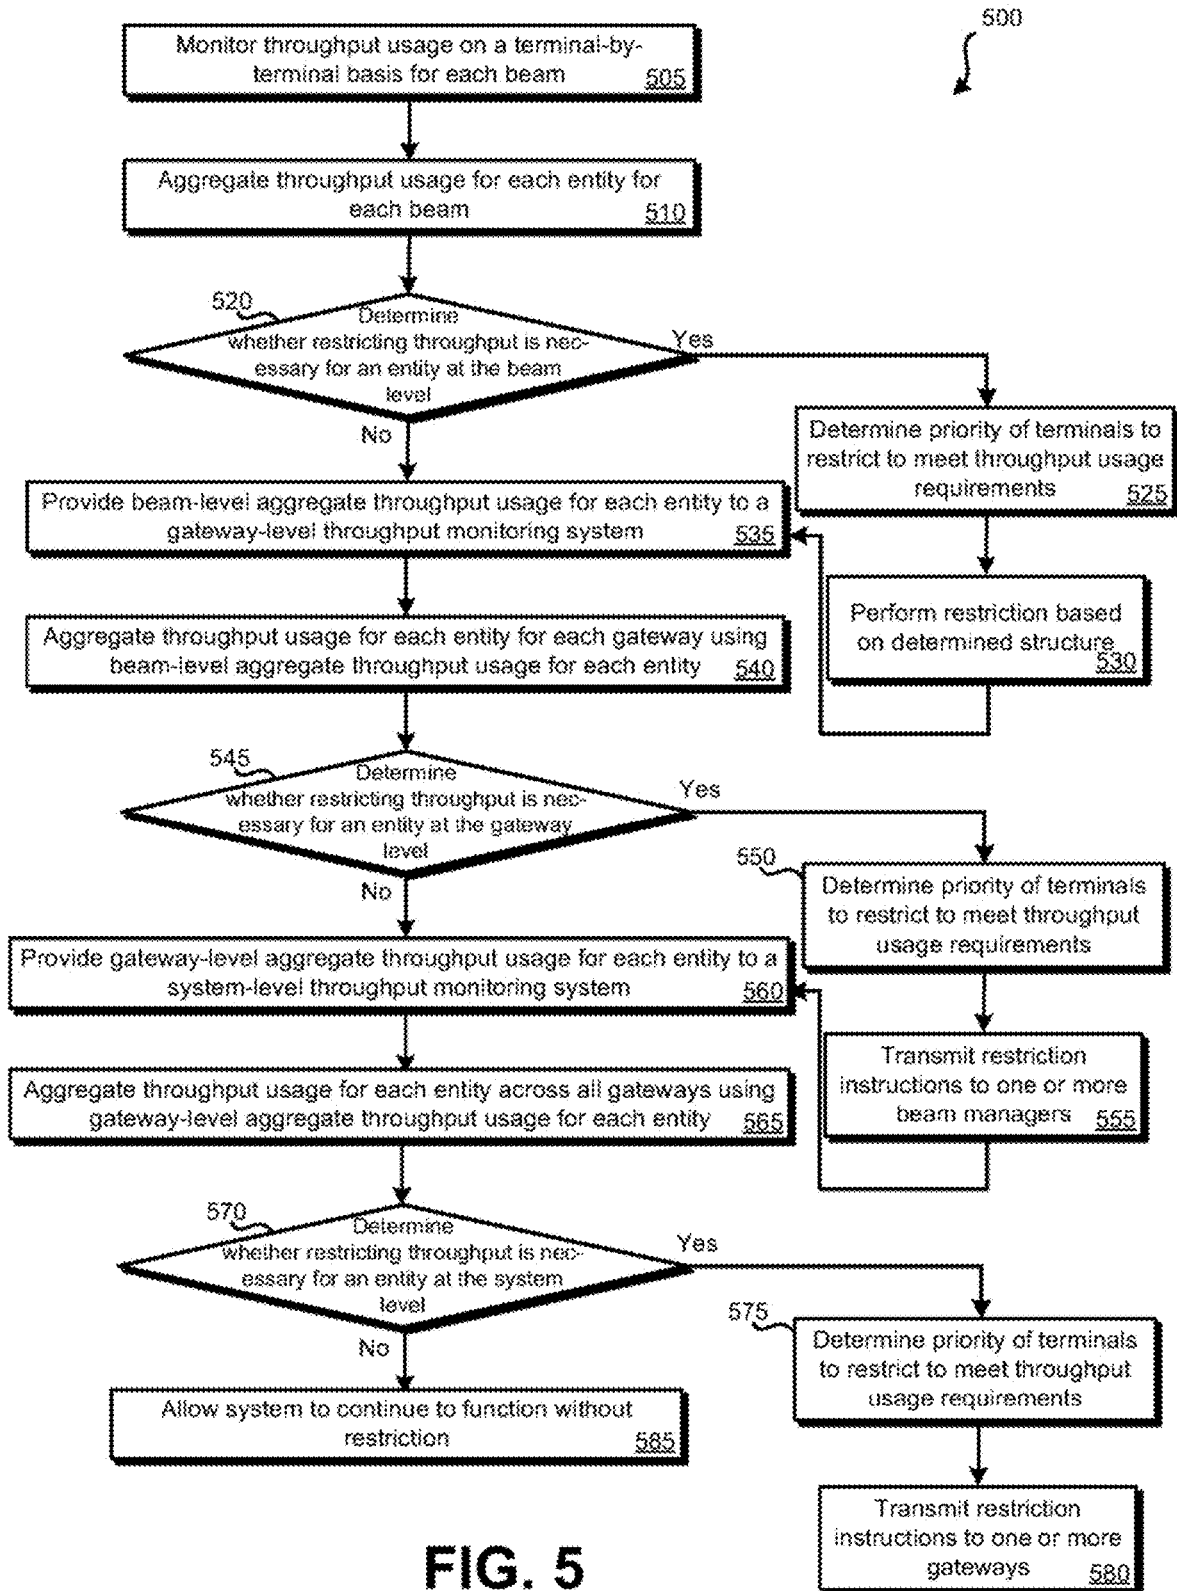 500
Monitor throughput usage on a terminal-by-
terminal basis for each beam
505
Aggregate throughput usage for each entity for
each beam
510
520
Determine
whether restricting throughput is nec-
essary for an entity at the beam
level
Yes
No
Determine priority of terminals to
restrict to meet throughput usage
requirements
525
Provide beam-level aggregate throughput usage for each entity to a
gateway-level throughput monitoring system
535
Perform restriction based
on determined structure
530
Aggregate throughput usage for each entity for each gateway using
beam-level aggregate throughput usage for each entity
540
545
Determine
whether restricting throughput is nec-
essary for an entity at the gateway
level
Yes
No
550
Determine priority of terminals
to restrict to meet throughput
usage requirements
Provide gateway-level aggregate throughput usage for each entity to a
system-level throughput monitoring system
560
Transmit restriction
instructions to one or more
beam managers
555
Aggregate throughput usage for each entity across all gateways using
gateway-level aggregate throughput usage for each entity
565
570
Determine
whether restricting throughput is nec-
essary for an entity at the system
level
Yes
No
575
Determine priority of terminals
to restrict to meet throughput
usage requirements
Allow system to continue to function without
restriction
585
Transmit restriction
instructions to one or more
gateways
580
FIG. 5